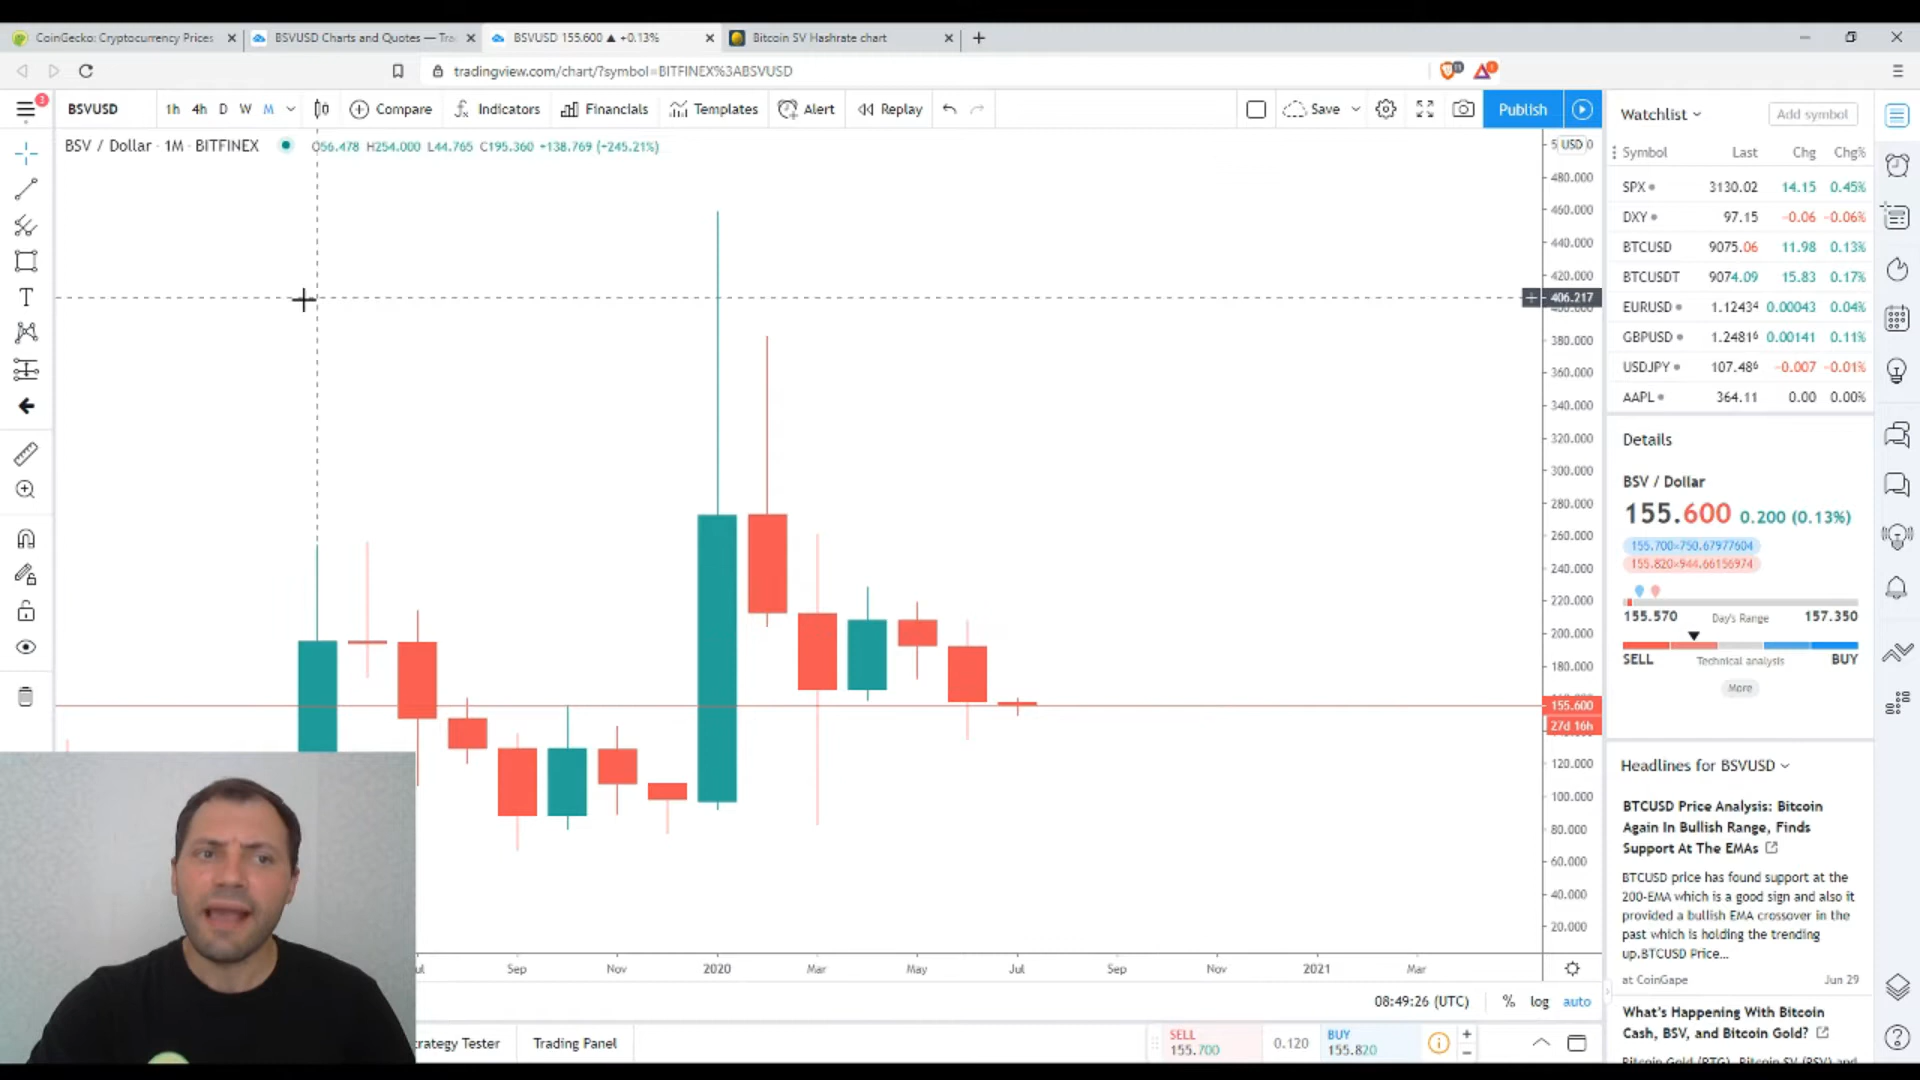 CoinGecko: Cryptocurrency Prices
BSVUSD Charts and Quotes — Tra
BSVUSD 155.600 ▲ +0.13%
Bitcoin SV Hashrate chart
tradingview.com/chart/?symbol=BITFINEX%3ABSVUSD
BSVUSD 1h 4h D W M Compare Indicators Financials Templates Alert Replay Save Publish
BSV / Dollar · 1M · BITFINEX O56.478 H254.000 L44.765 C195.360 +138.769 (+245.21%)
USD
480.000
460.000
440.000
420.000
406.217
380.000
360.000
340.000
320.000
300.000
280.000
260.000
240.000
220.000
200.000
180.000
155.600
27d 16h
120.000
100.000
80.000
60.000
40.000
20.000
Sep Nov 2020 Mar May Jul Sep Nov 2021 Mar
08:49:26 (UTC) % log auto
trategy Tester Trading Panel
SELL 155.700 0.120 BUY 155.820
Watchlist Add symbol
Symbol Last Chg Chg%
SPX 3130.02 14.15 0.45%
DXY 97.15 −0.06 −0.06%
BTCUSD 9075.06 11.98 0.13%
BTCUSDT 9074.09 15.83 0.17%
EURUSD 1.12434 0.00043 0.04%
GBPUSD 1.24816 0.00141 0.11%
USDJPY 107.486 −0.007 −0.01%
AAPL 364.11 0.00 0.00%
Details
BSV / Dollar
155.600 0.200 (0.13%)
155.700×750.67977604
155.820×944.66156974
155.570 Day's Range 157.350
SELL Technical analysis BUY
More
Headlines for BSVUSD
BTCUSD Price Analysis: Bitcoin
Again In Bullish Range, Finds
Support At The EMAs
BTCUSD price has found support at the
200-EMA which is a good sign and also it
provided a bullish EMA crossover in the
past which is holding the trending
up.BTCUSD Price...
at CoinGape Jun 29
What's Happening With Bitcoin
Cash, BSV, and Bitcoin Gold?